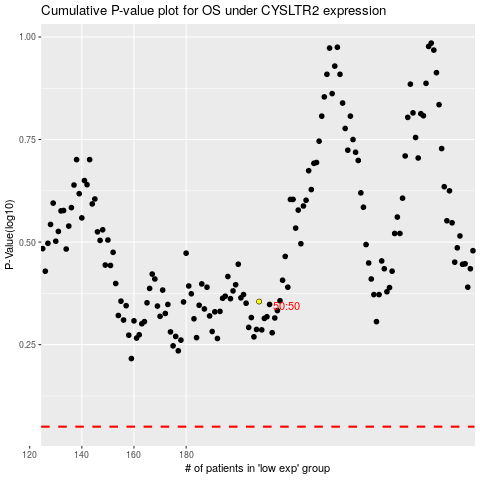 Cumulative P-value plot for OS under CYSLTR2 expression
1.00
0.75
0.50
0.25
P-Value(log10)
50:50
120 140 160 180
# of patients in 'low exp' group